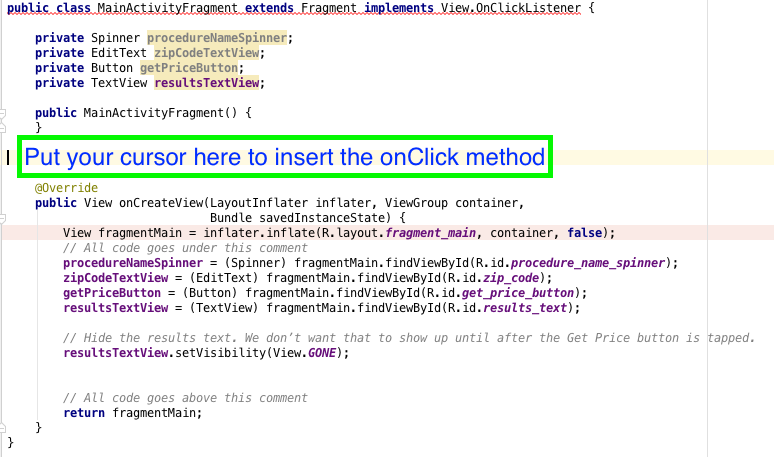 public class MainActivityFragment extends Fragment implements View.OnClickListener {
private Spinner procedureNameSpinner;
private EditText zipCodeTextView;
private Button getPriceButton;
private TextView resultsTextView;
public MainActivityFragment() {
}
Put your cursor here to insert the onClick method
@Override
public View onCreateView(LayoutInflater inflater, ViewGroup container,
Bundle savedInstanceState) {
View fragmentMain = inflater.inflate(R.layout.fragment_main, container, false);
// All code goes under this comment
procedureNameSpinner = (Spinner) fragmentMain.findViewById(R.id.procedure_name_spinner);
zipCodeTextView = (EditText) fragmentMain.findViewById(R.id.zip_code);
getPriceButton = (Button) fragmentMain.findViewById(R.id.get_price_button);
resultsTextView = (TextView) fragmentMain.findViewById(R.id.results_text);
// Hide the results text. We don't want that to show up until after the Get Price button is tapped.
resultsTextView.setVisibility(View.GONE);
// All code goes above this comment
return fragmentMain;
}
}